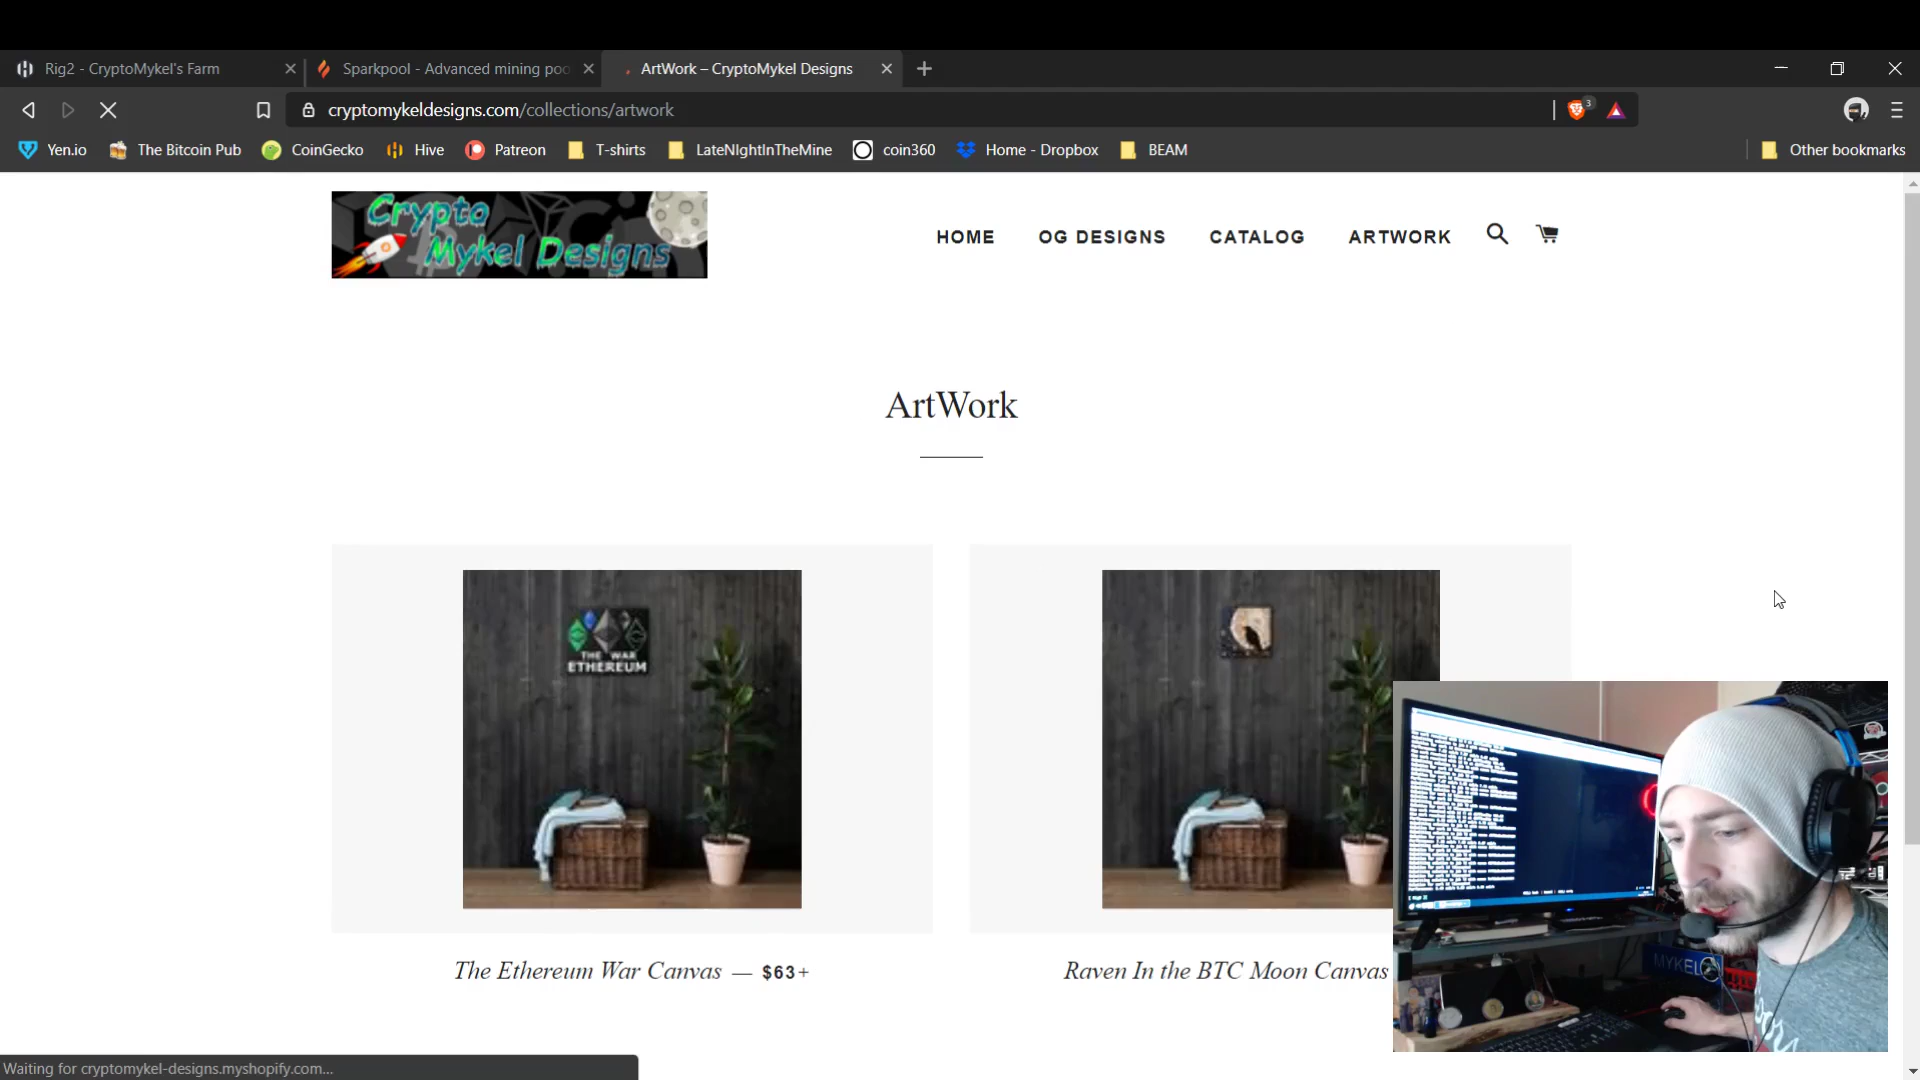 Rig2 - CryptoMykel's Farm
Sparkpool - Advanced mining poo
ArtWork – CryptoMykel Designs
cryptomykeldesigns.com/collections/artwork
3
Yen.io
The Bitcoin Pub
CoinGecko
Hive
Patreon
T-shirts
LateNIghtInTheMine
coin360
Home - Dropbox
BEAM
Other bookmarks
Crypto
Mykel Designs
HOME
OG DESIGNS
CATALOG
ARTWORK
ArtWork
THE WAR
ETHEREUM
The Ethereum War Canvas — $63+
Raven In the BTC Moon Canvas
MYKEL
Waiting for cryptomykel-designs.myshopify.com...